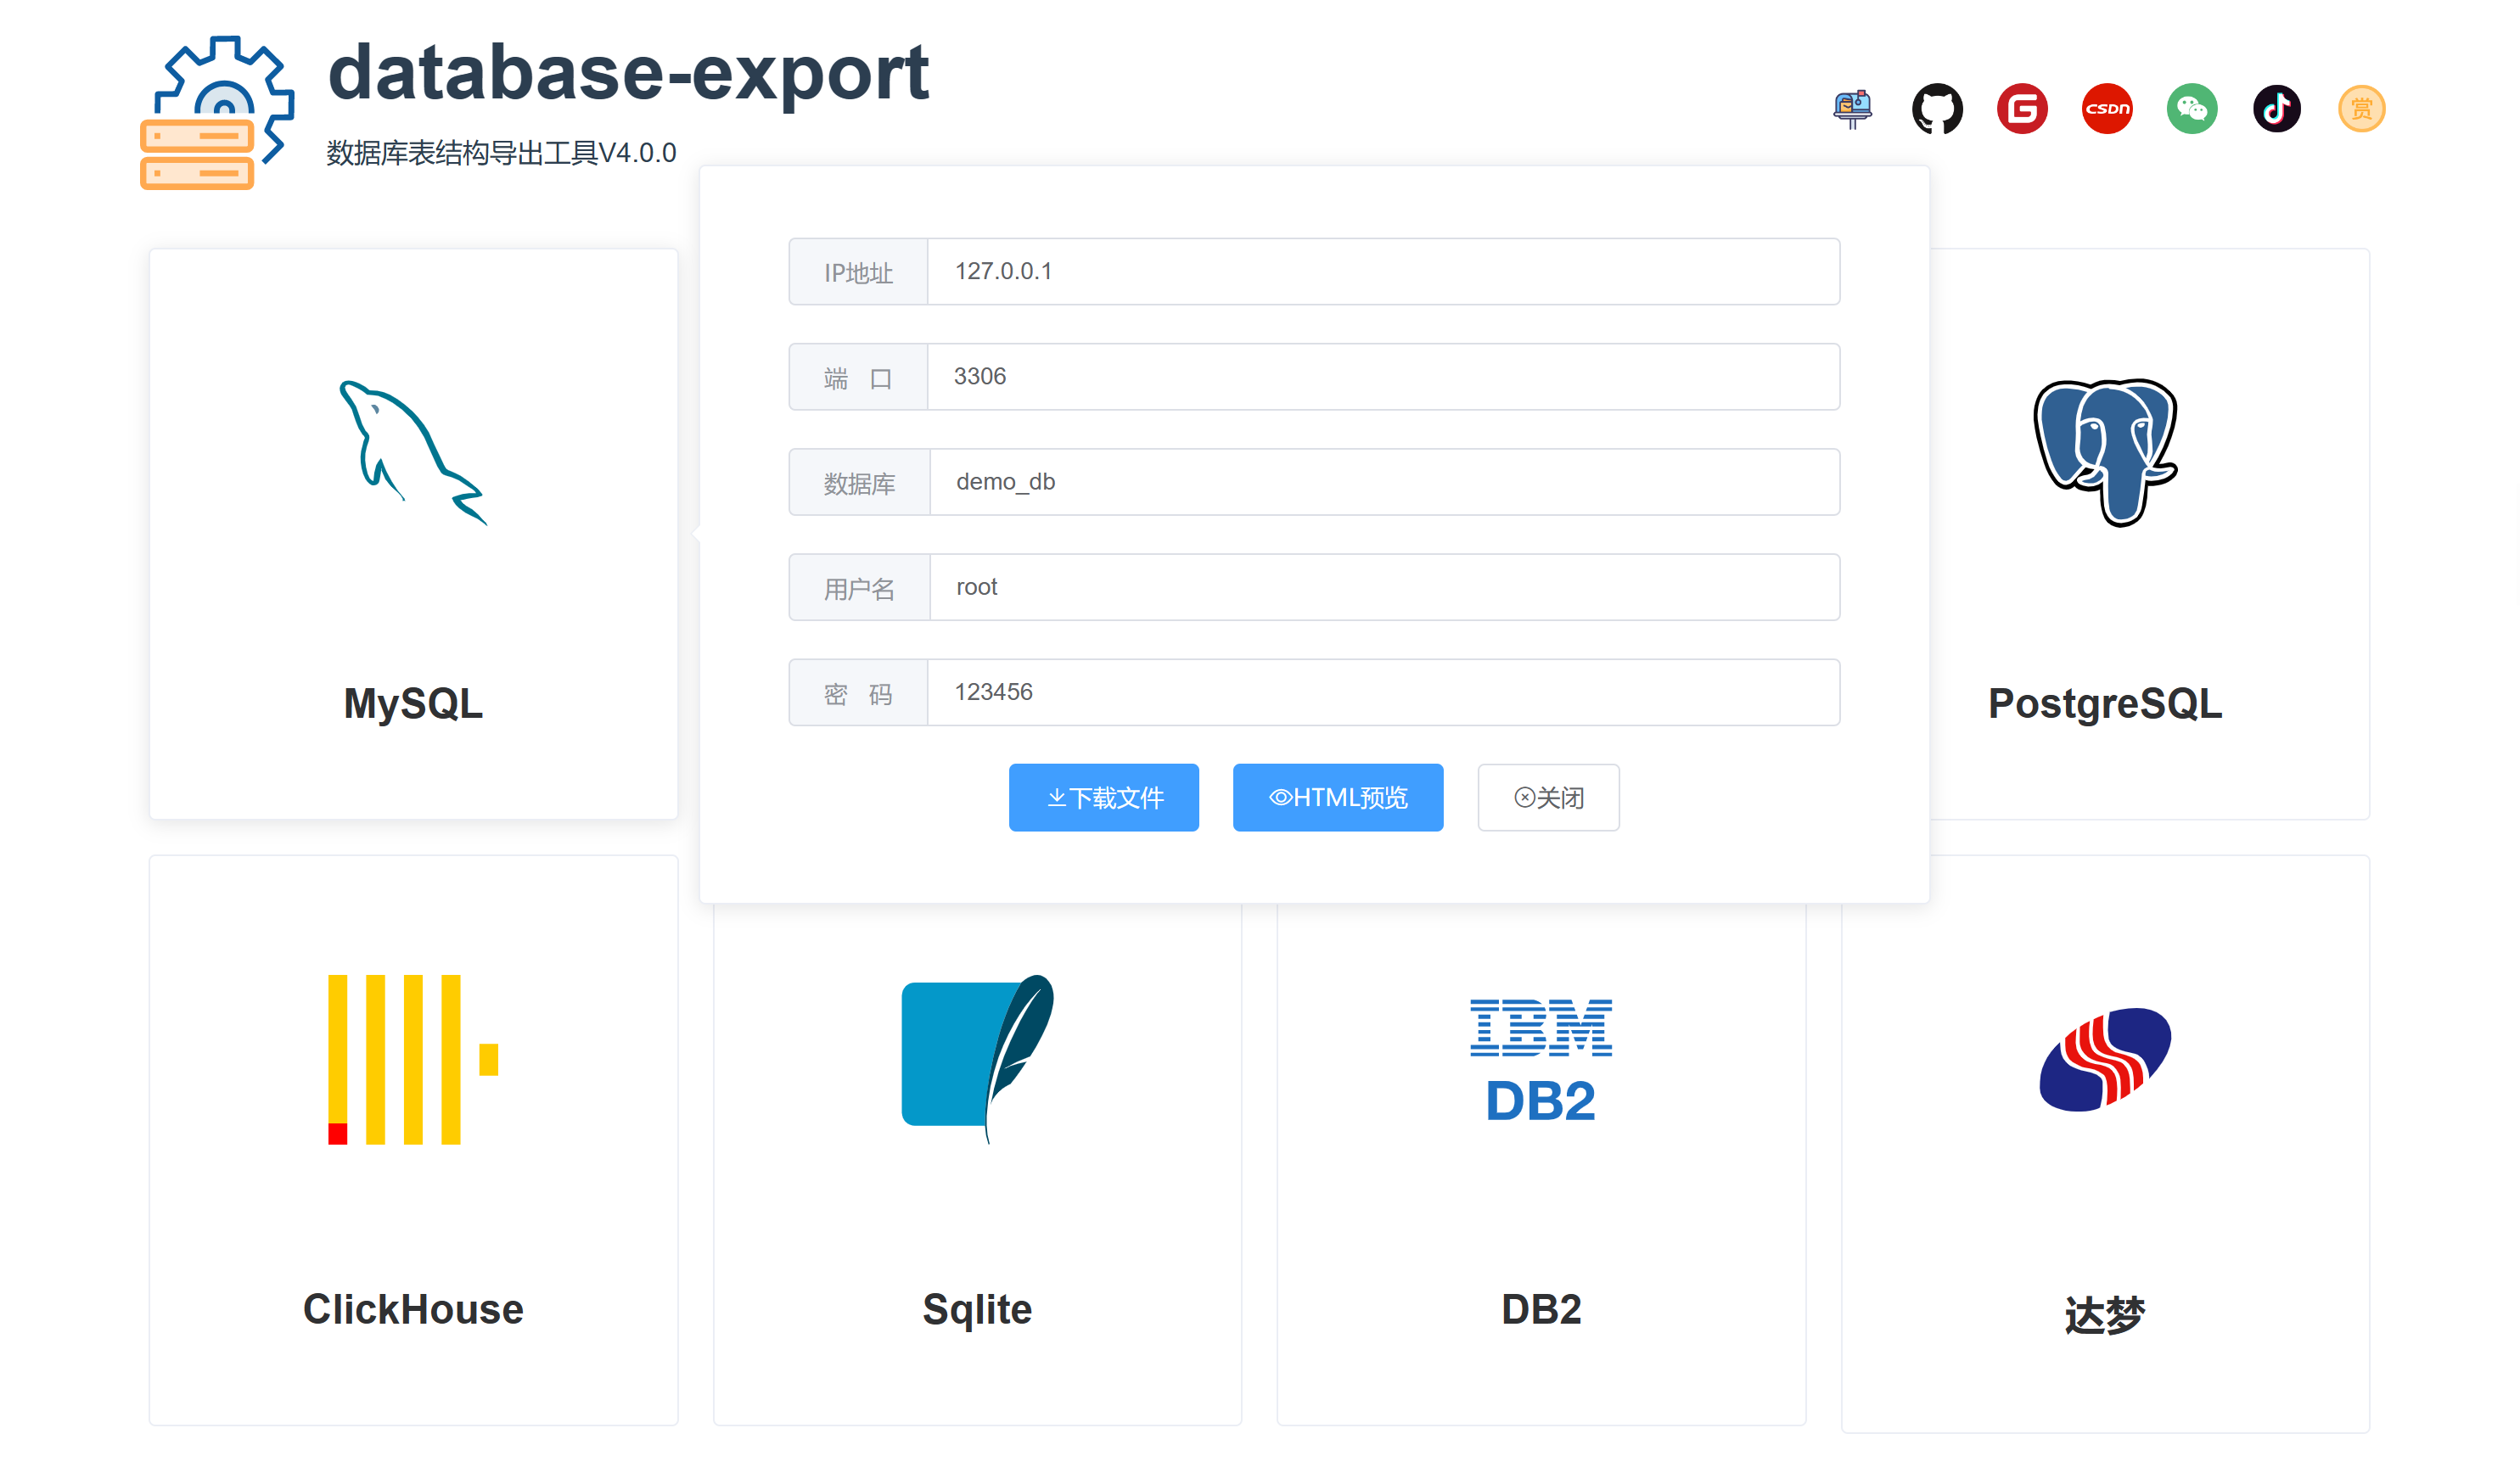 database-export
数据库表结构导出工具V4.0.0
CSDN
赏
IP地址 127.0.0.1
端 口 3306
数据库 demo_db
用户名 root
密 码 123456
下载文件 HTML预览 关闭
MySQL
PostgreSQL
IBM
DB2
ClickHouse
Sqlite
DB2
达梦